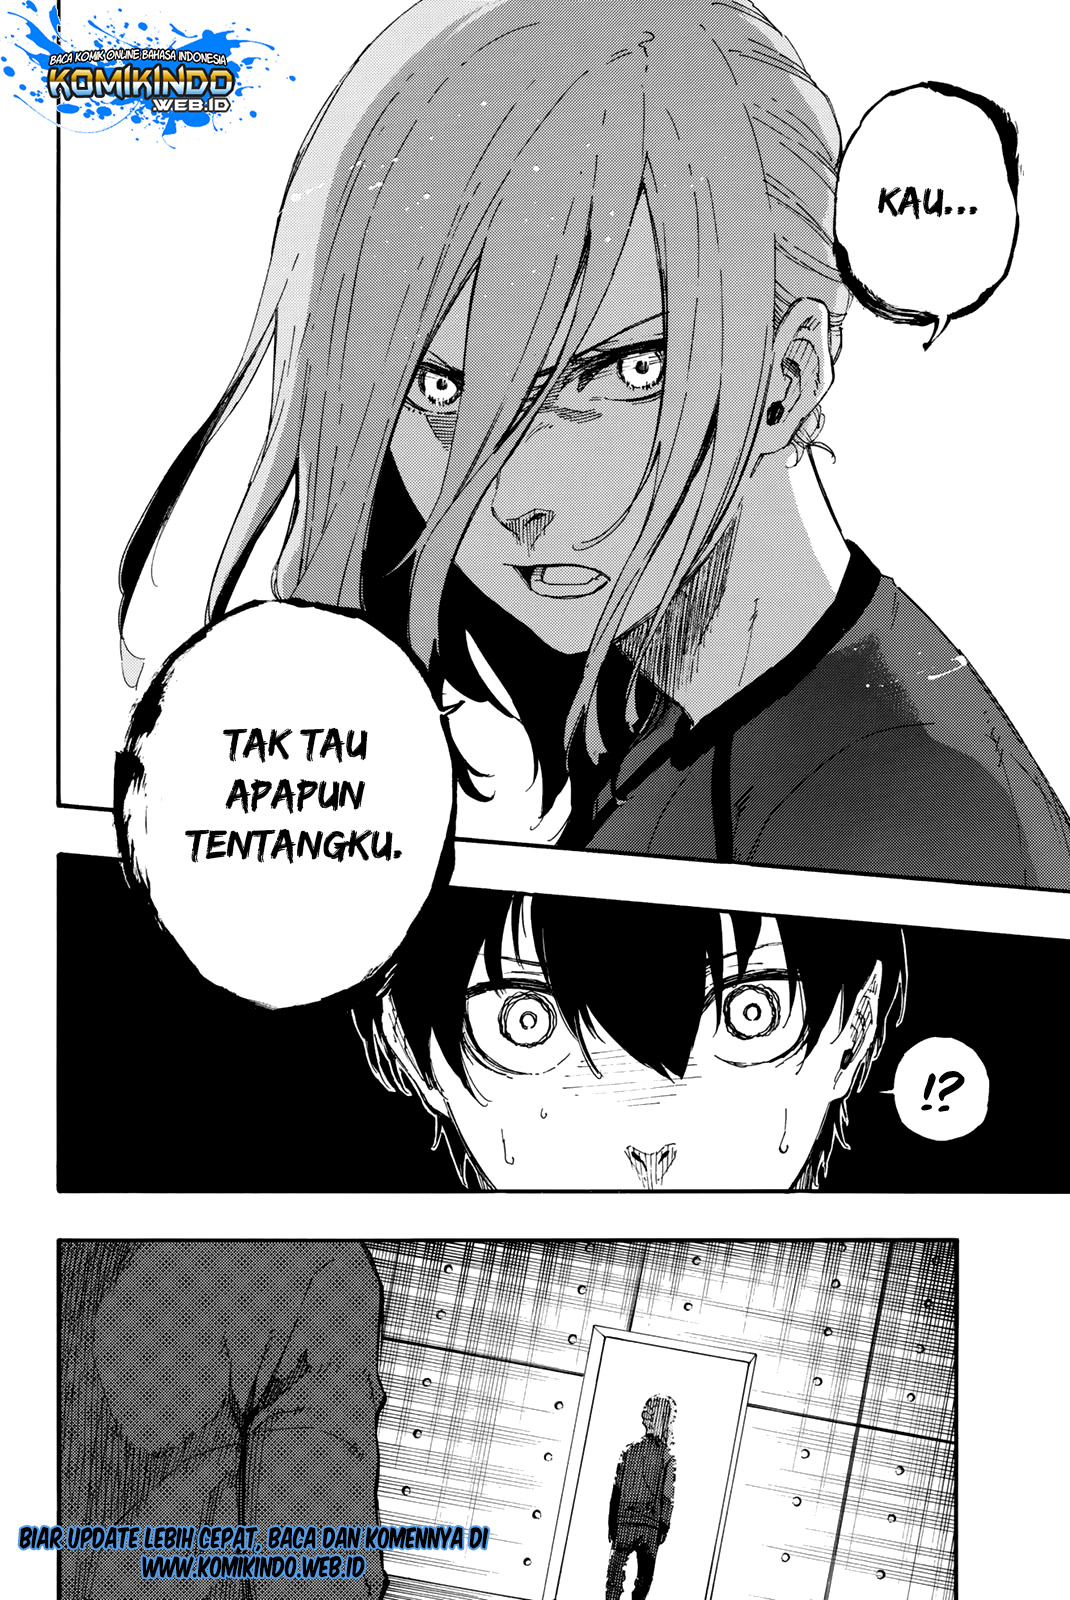 BACA KOMIK ONLINE BAHASA INDONESIA
KOMIKINDO
.WEB.ID
KAU...
TAK TAU
APAPUN
TENTANGKU.
!?
BIAR UPDATE LEBIH CEPAT, BACA DAN KOMENNYA DI
WWW.KOMIKINDO.WEB.ID